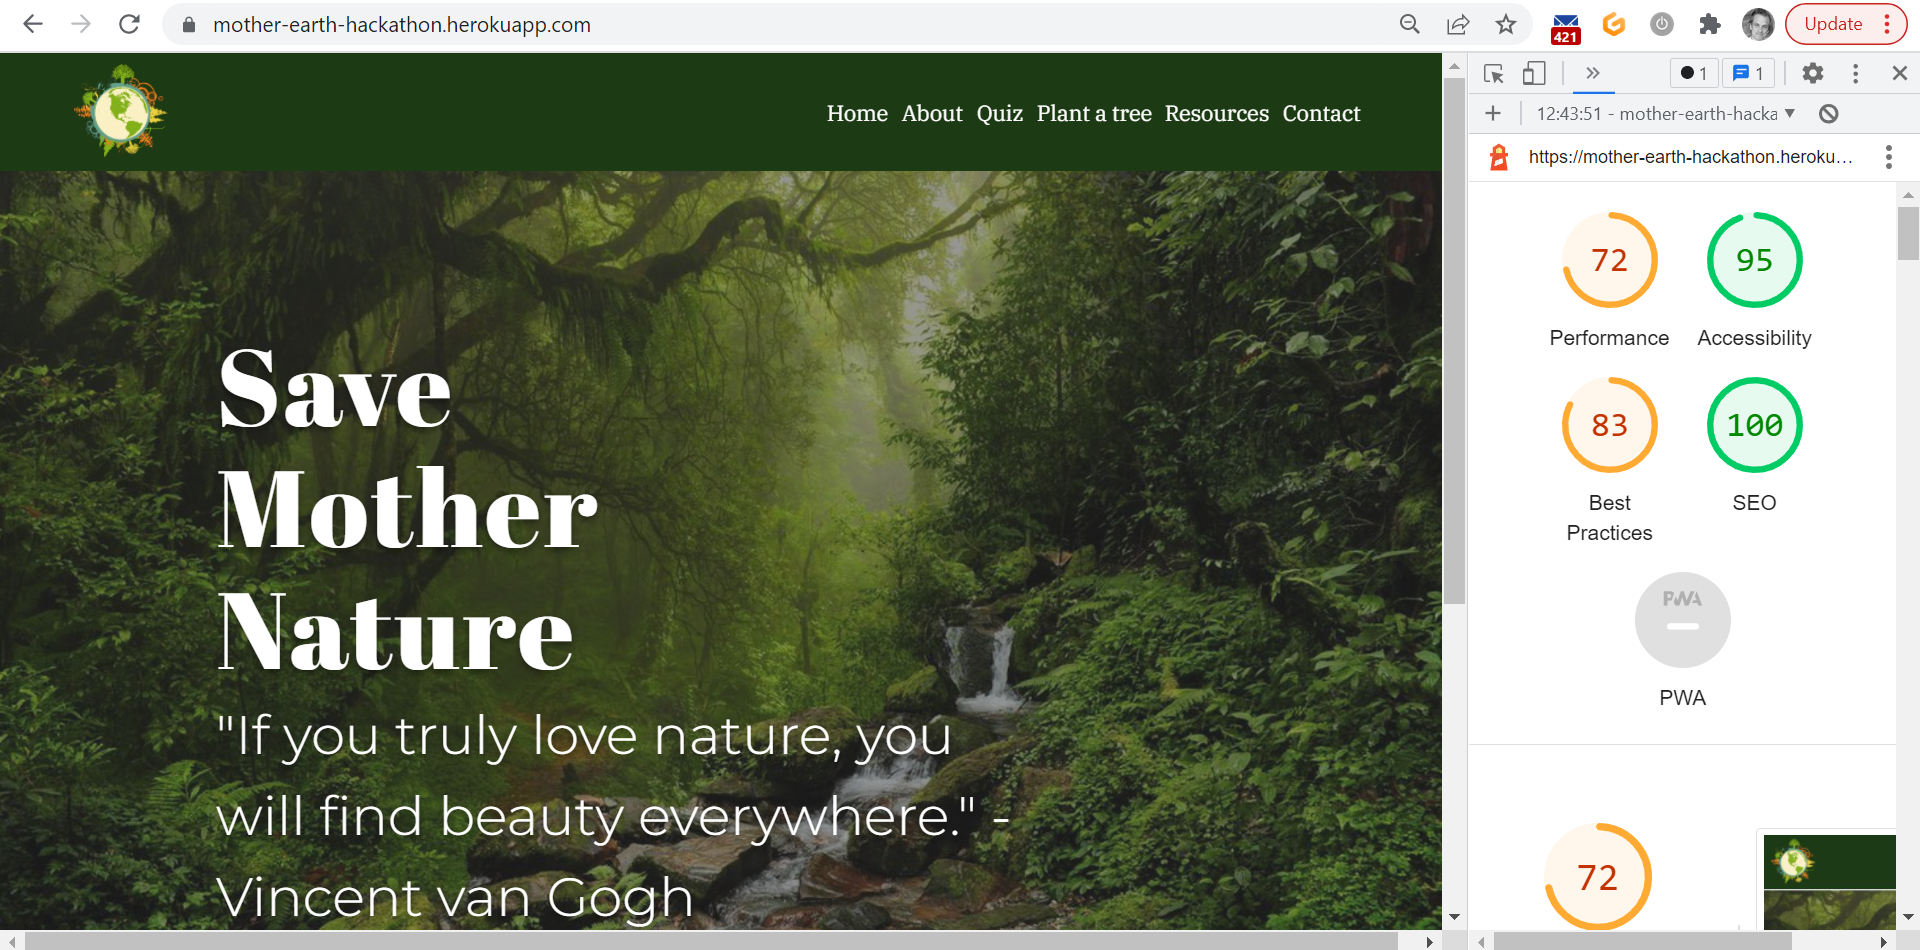 mother-earth-hackathon.herokuapp.com
421
Update
Home About Quiz Plant a tree Resources Contact
Save
Mother
Nature
"If you truly love nature, you
will find beauty everywhere." -
Vincent van Gogh
1
1
12:43:51 - mother-earth-hacka
https://mother-earth-hackathon.heroku...
72
Performance
95
Accessibility
83
Best
Practices
100
SEO
PWA
PWA
72